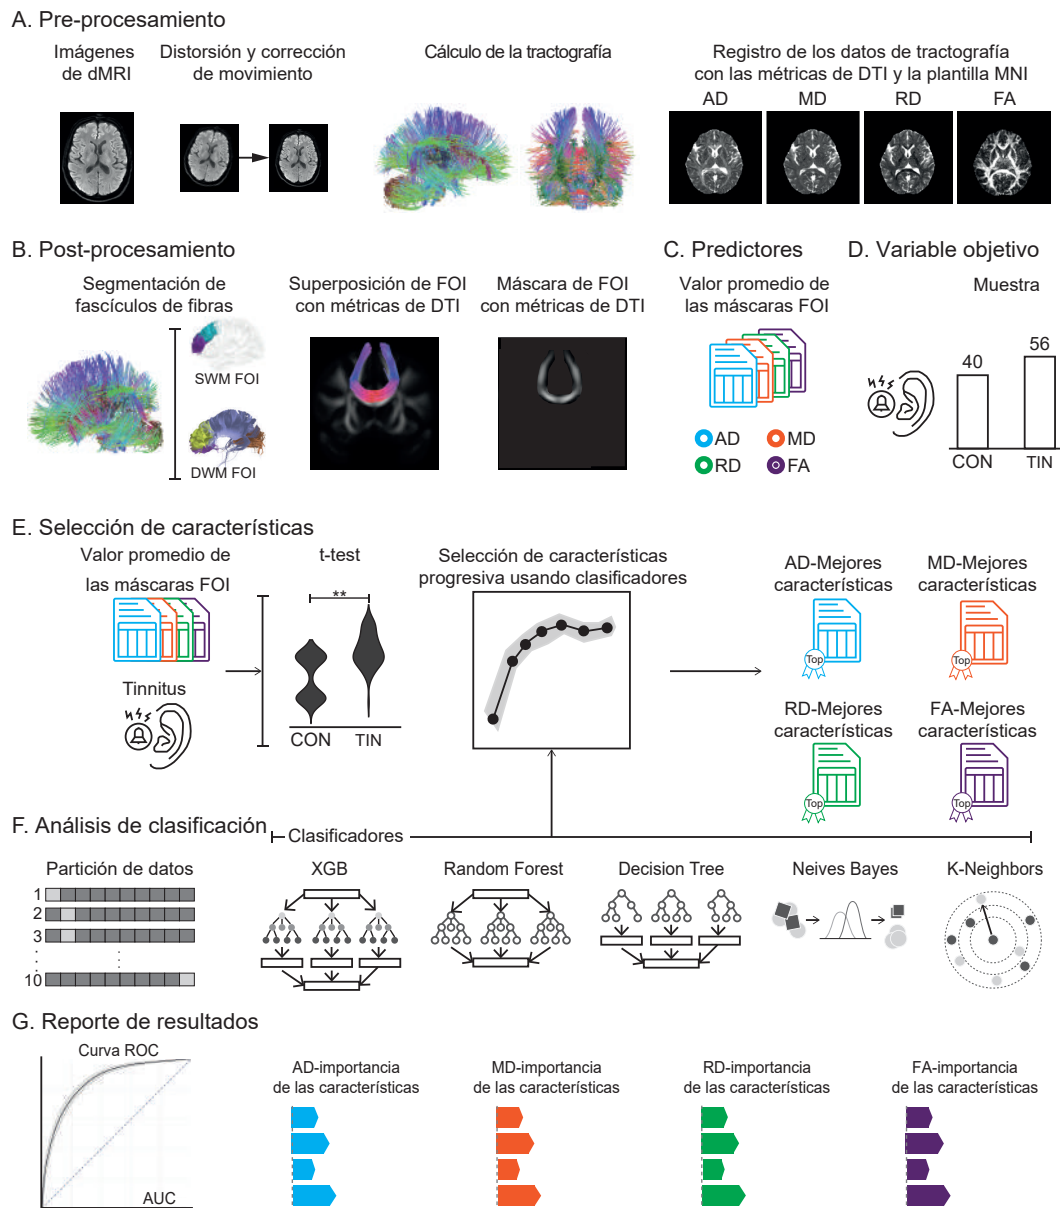 A. Pre-procesamiento
Imágenes
de dMRI
Distorsión y corrección
de movimiento
Cálculo de la tractografía
Registro de los datos de tractografía
con las métricas de DTI y la plantilla MNI
AD
MD
RD
FA
B. Post-procesamiento
Segmentación de
fascículos de fibras
SWM FOI
DWM FOI
Superposición de FOI
con métricas de DTI
Máscara de FOI
con métricas de DTI
C. Predictores
Valor promedio de
las máscaras FOI
AD
MD
RD
FA
D. Variable objetivo
Muestra
40
56
CON
TIN
E. Selección de características
Valor promedio de
las máscaras FOI
Tinnitus
t-test
**
CON
TIN
Selección de características
progresiva usando clasificadores
AD-Mejores
características
Top
MD-Mejores
características
Top
RD-Mejores
características
Top
FA-Mejores
características
Top
F. Análisis de clasificación
Clasificadores
Partición de datos
1
2
3
10
XGB
Random Forest
Decision Tree
Neives Bayes
K-Neighbors
G. Reporte de resultados
Curva ROC
AUC
AD-importancia
de las características
MD-importancia
de las características
RD-importancia
de las características
FA-importancia
de las características